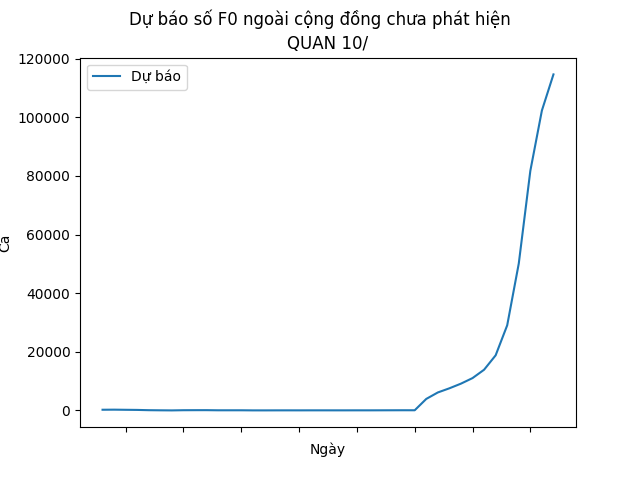 Dự báo số F0 ngoài cộng đồng chưa phát hiện
QUAN 10/
Dự báo
120000
100000
80000
60000
40000
20000
0
Ca
Ngày